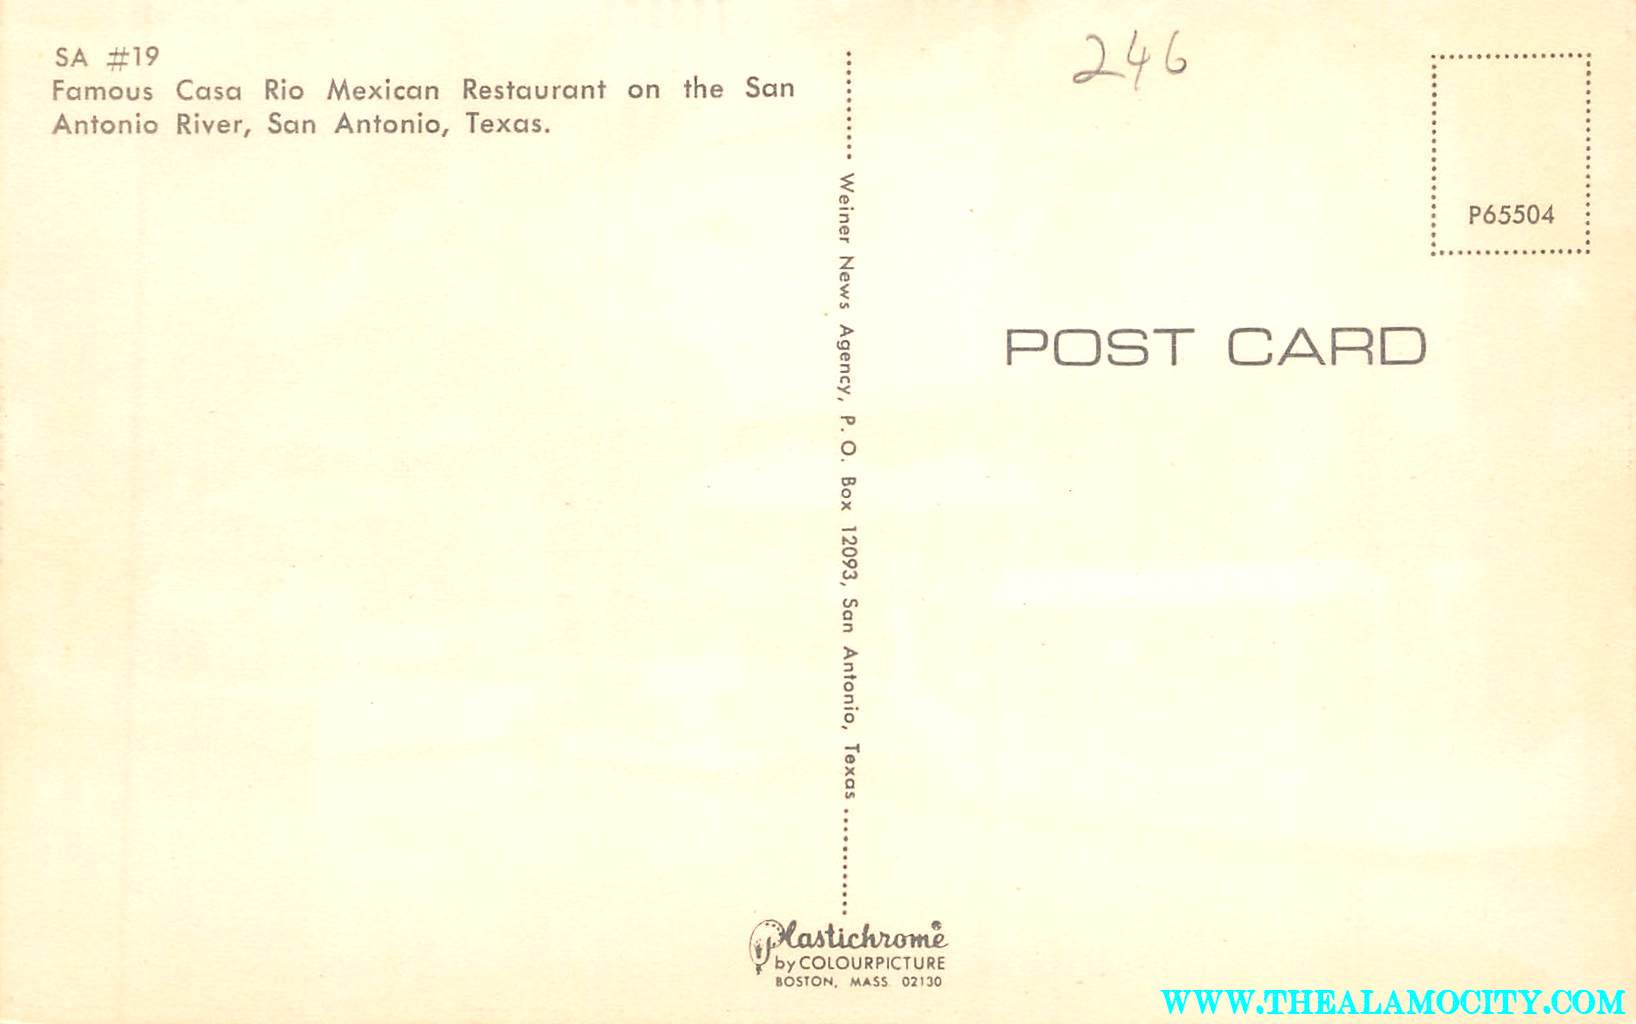 SA #19
Famous Casa Rio Mexican Restaurant on the San
Antonio River, San Antonio, Texas.
Weiner News Agency, P. O. Box 12093, San Antonio, Texas
246
P65504
POST CARD
Plastichrome®
by COLOURPICTURE
BOSTON, MASS 02130
WWW.THEALAMOCITY.COM